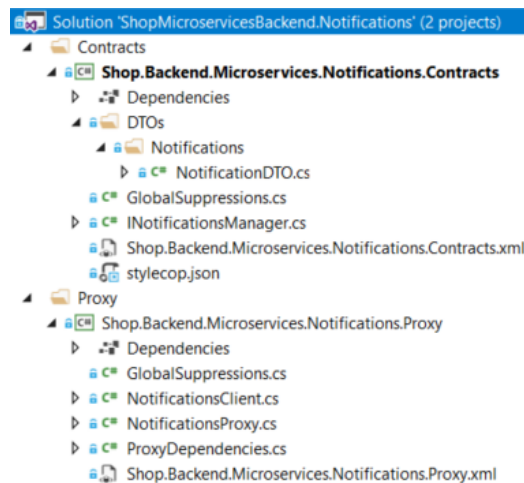 Solution 'ShopMicroservicesBackend.Notifications' (2 projects)
Contracts
C# Shop.Backend.Microservices.Notifications.Contracts
Dependencies
DTOs
Notifications
C# NotificationDTO.cs
C# GlobalSuppressions.cs
C# INotificationsManager.cs
Shop.Backend.Microservices.Notifications.Contracts.xml
stylecop.json
Proxy
C# Shop.Backend.Microservices.Notifications.Proxy
Dependencies
C# GlobalSuppressions.cs
C# NotificationsClient.cs
C# NotificationsProxy.cs
C# ProxyDependencies.cs
Shop.Backend.Microservices.Notifications.Proxy.xml